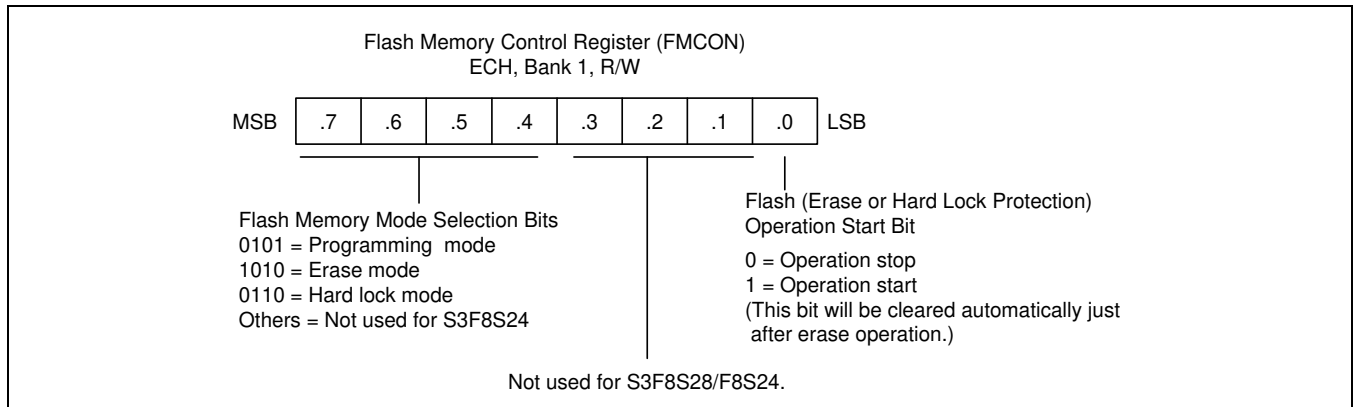 Flash Memory Control Register (FMCON)
ECH, Bank 1, R/W
MSB .7 .6 .5 .4 .3 .2 .1 .0 LSB
Flash Memory Mode Selection Bits
0101 = Programming mode
1010 = Erase mode
0110 = Hard lock mode
Others = Not used for S3F8S24
Flash (Erase or Hard Lock Protection)
Operation Start Bit
0 = Operation stop
1 = Operation start
(This bit will be cleared automatically just
after erase operation.)
Not used for S3F8S28/F8S24.